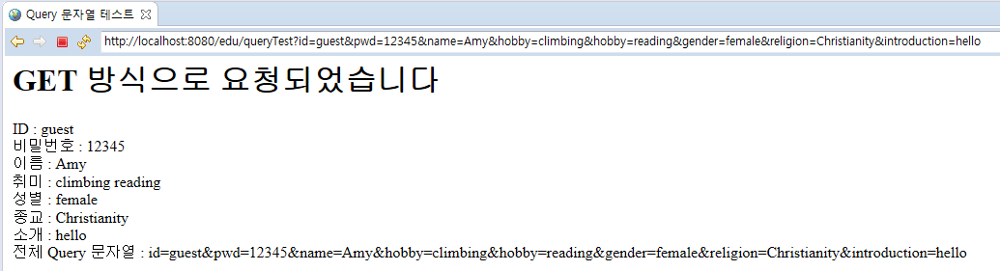 Query 문자열 테스트
http://localhost:8080/edu/queryTest?id=guest&pwd=12345&name=Amy&hobby=climbing&hobby=reading&gender=female&religion=Christianity&introduction=hello
GET 방식으로 요청되었습니다
ID : guest
비밀번호 : 12345
이름 : Amy
취미 : climbing reading
성별 : female
종교 : Christianity
소개 : hello
전체 Query 문자열 : id=guest&pwd=12345&name=Amy&hobby=climbing&hobby=reading&gender=female&religion=Christianity&introduction=hello